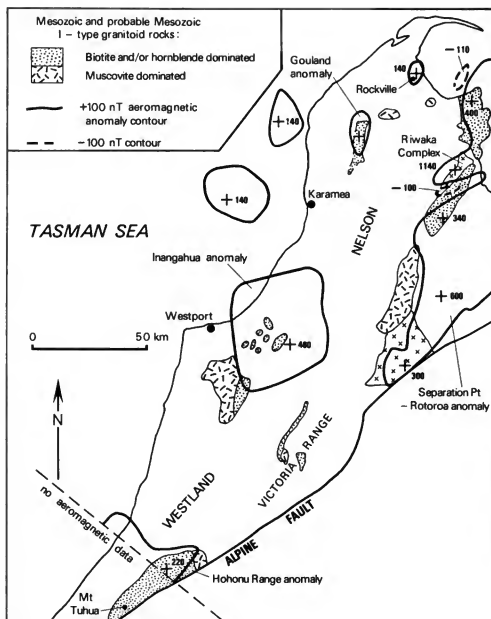 Mesozoic and probable Mesozoic
I – type granitoid rocks:
Biotite and/or hornblende dominated
Muscovite dominated
+100 nT aeromagnetic
anomaly contour
– 100 nT contour
Gouland
anomaly
140
Rockville
– 110
400
140
Riwaka
Complex
1140
– 100
340
140
Karamea
NELSON
TASMAN SEA
Inangahua anomaly
Westport
0
50 km
480
600
300
Separation Pt
– Rotoroa anomaly
N
VICTORIA RANGE
WESTLAND
ALPINE FAULT
no aeromagnetic data
220
Hohonu Range anomaly
Mt
Tuhua